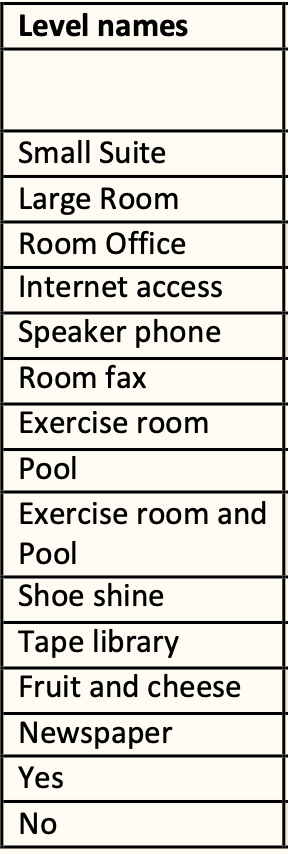 Level names
Small Suite
Large Room
Room Office
Internet access
Speaker phone
Room fax
Exercise room
Pool
Exercise room and
Pool
Shoe shine
Tape library
Fruit and cheese
Newspaper
Yes
No